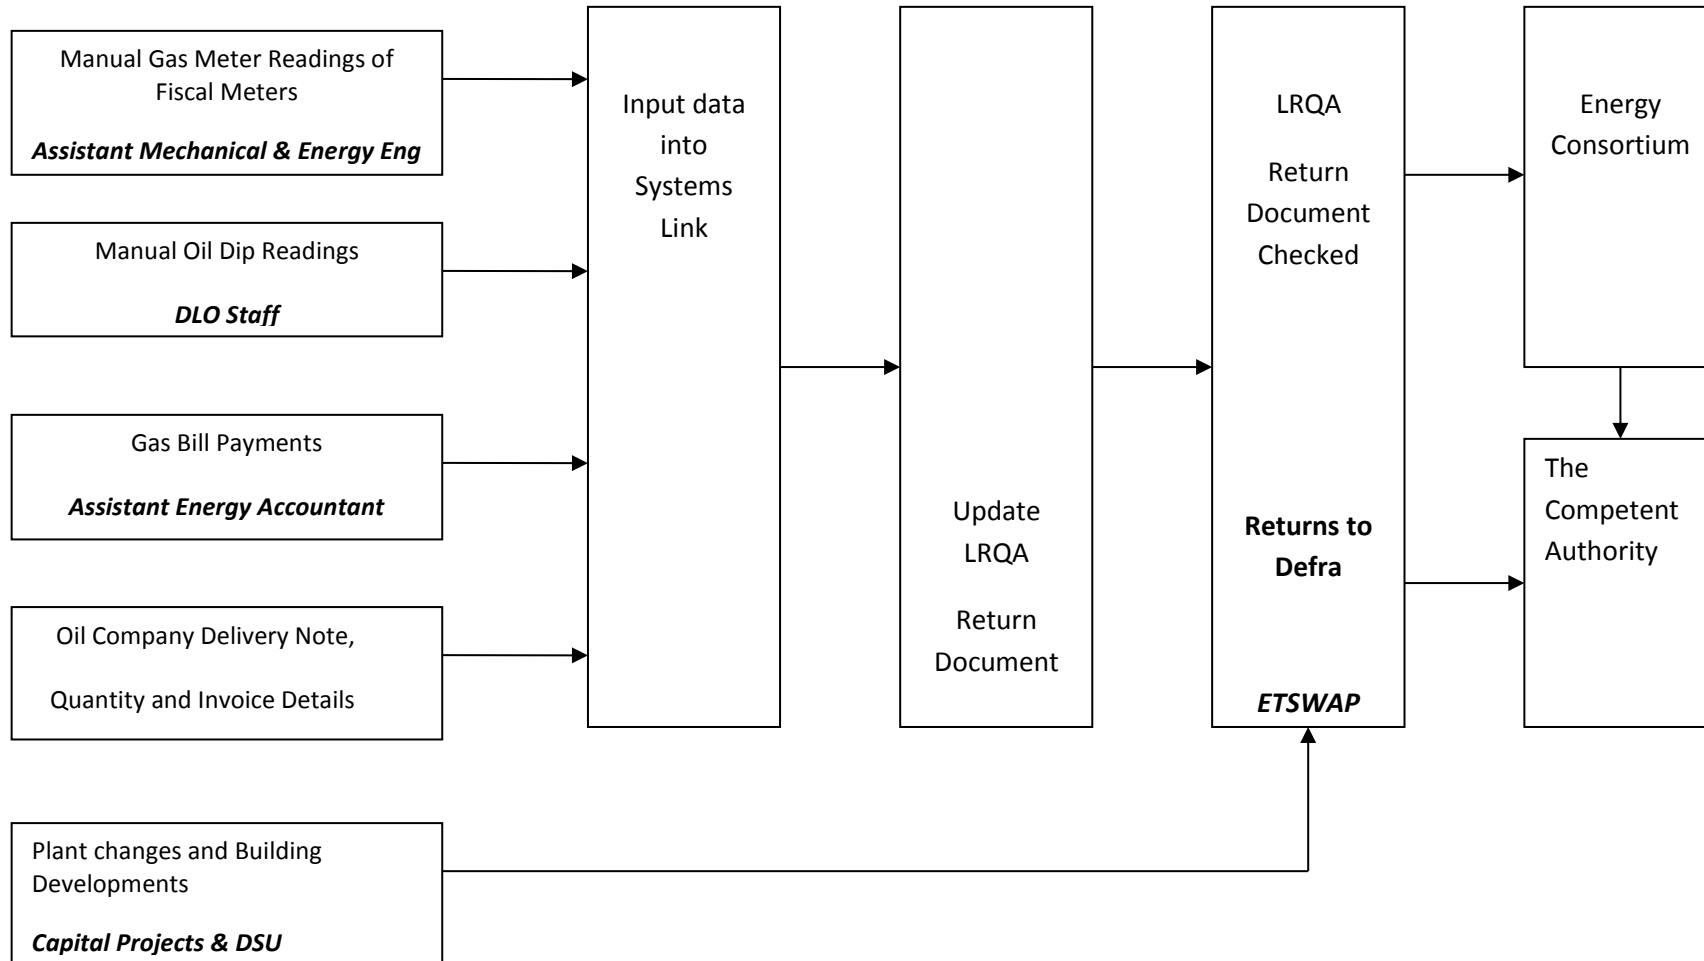 Manual Gas Meter Readings of
Fiscal Meters
Assistant Mechanical & Energy Eng
Manual Oil Dip Readings
DLO Staff
Gas Bill Payments
Assistant Energy Accountant
Oil Company Delivery Note,
Quantity and Invoice Details
Plant changes and Building
Developments
Capital Projects & DSU
Input data
into
Systems
Link
Update
LRQA
Return
Document
LRQA
Return
Document
Checked
Returns to
Defra
ETSWAP
Energy
Consortium
The
Competent
Authority